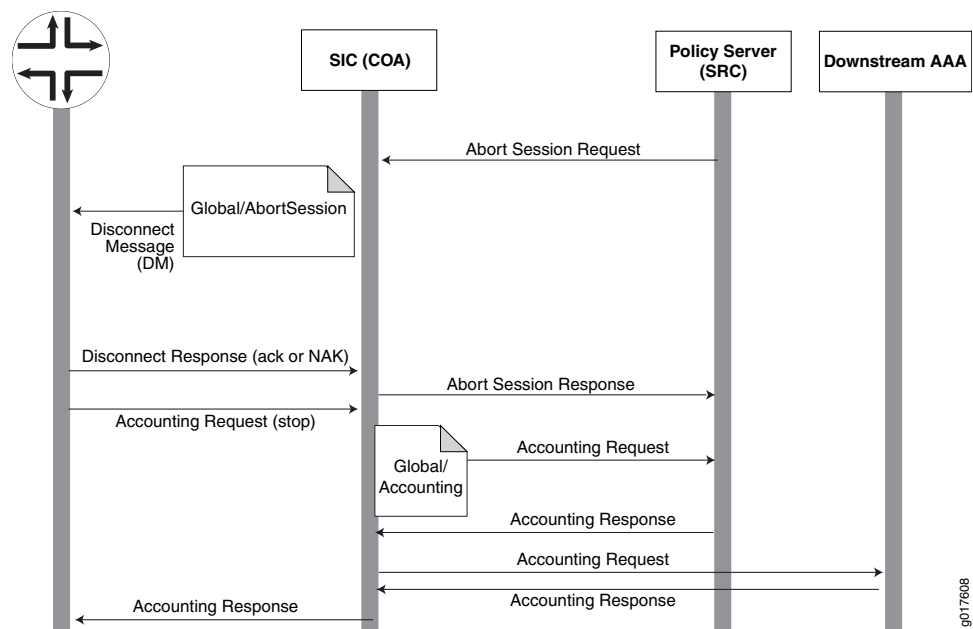 SIC (COA)
Policy Server
(SRC)
Downstream AAA
Abort Session Request
Global/AbortSession
Disconnect
Message
(DM)
Disconnect Response (ack or NAK)
Abort Session Response
Accounting Request (stop)
Accounting Request
Global/
Accounting
Accounting Response
Accounting Request
Accounting Response
Accounting Response
g017608